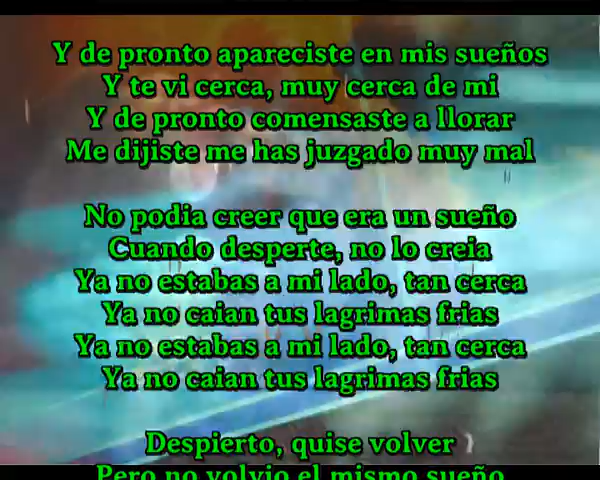 Y de pronto apareciste en mis sueños
Y te vi cerca, muy cerca de mi
Y de pronto comensaste a llorar
Me dijiste me has juzgado muy mal
No podia creer que era un sueño
Cuando desperte, no lo creia
Ya no estabas a mi lado, tan cerca
Ya no caian tus lagrimas frias
Ya no estabas a mi lado, tan cerca
Ya no caian tus lagrimas frias
Despierto, quise volver
Pero no volvio el mismo sueño